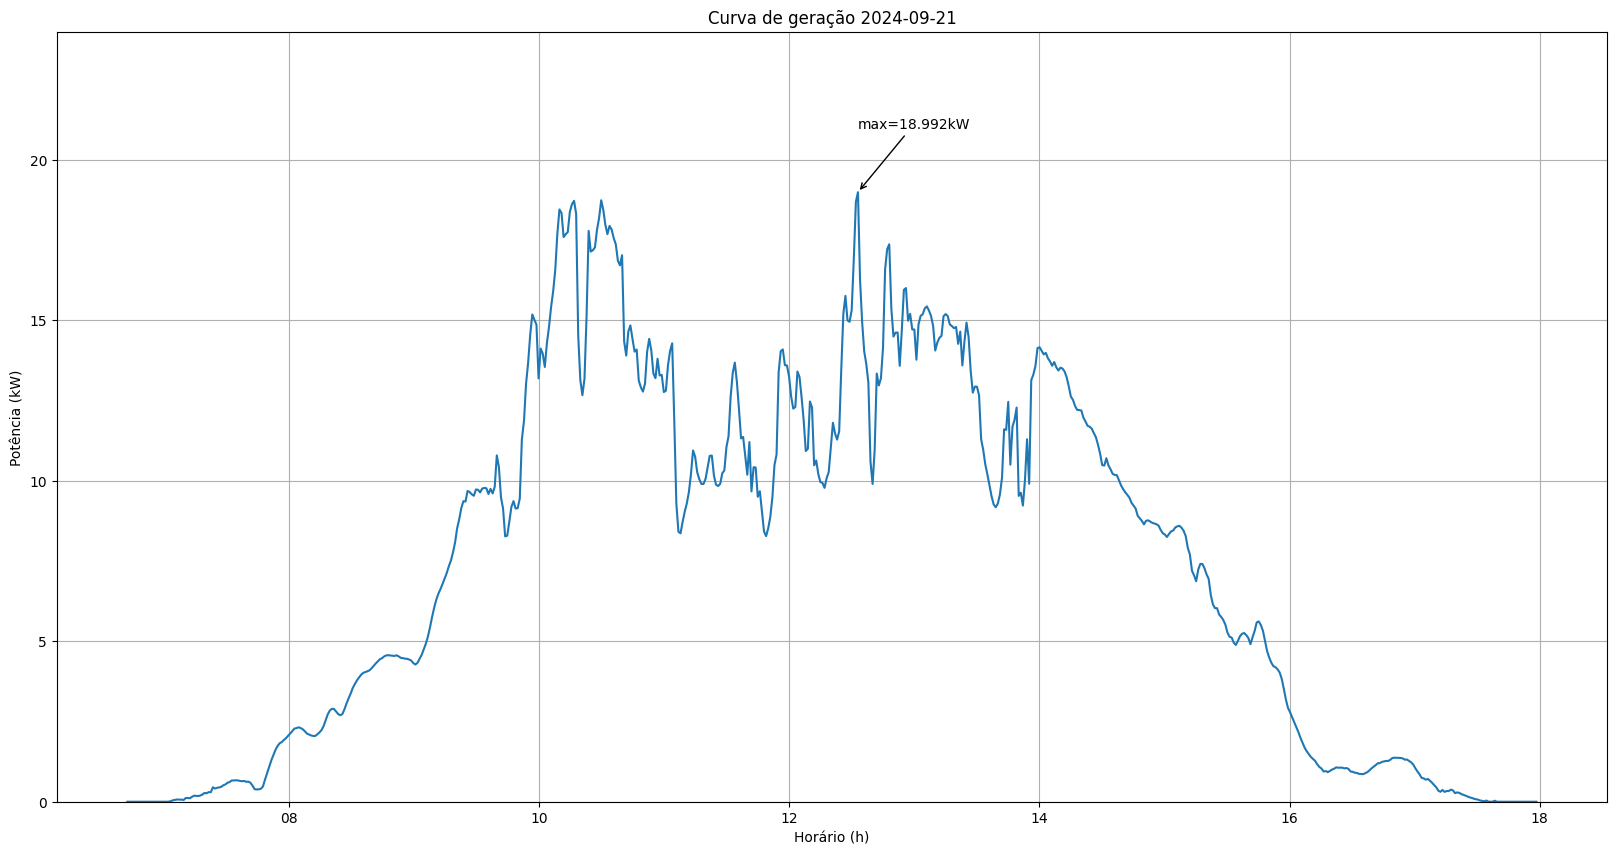 Curva de geração 2024-09-21
max=18.992kW
Potência (kW)
20
15
10
5
0
08
10
12
14
16
18
Horário (h)